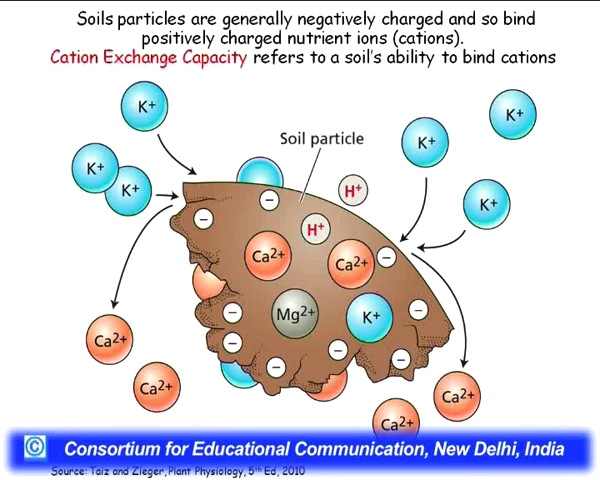 Soils particles are generally negatively charged and so bind
positively charged nutrient ions (cations).
Cation Exchange Capacity refers to a soil's ability to bind cations
K+
K+
K+
K+
K+
K+
Soil particle
H+
H+
−
−
Ca2+
Ca2+
−
Mg2+
K+
−
−
−
−
−
−
Ca2+
Ca2+
Ca2+
Ca2+
© Consortium for Educational Communication, New Delhi, India
Source: Taiz and Zieger, Plant Physiology, 5th Ed, 2010